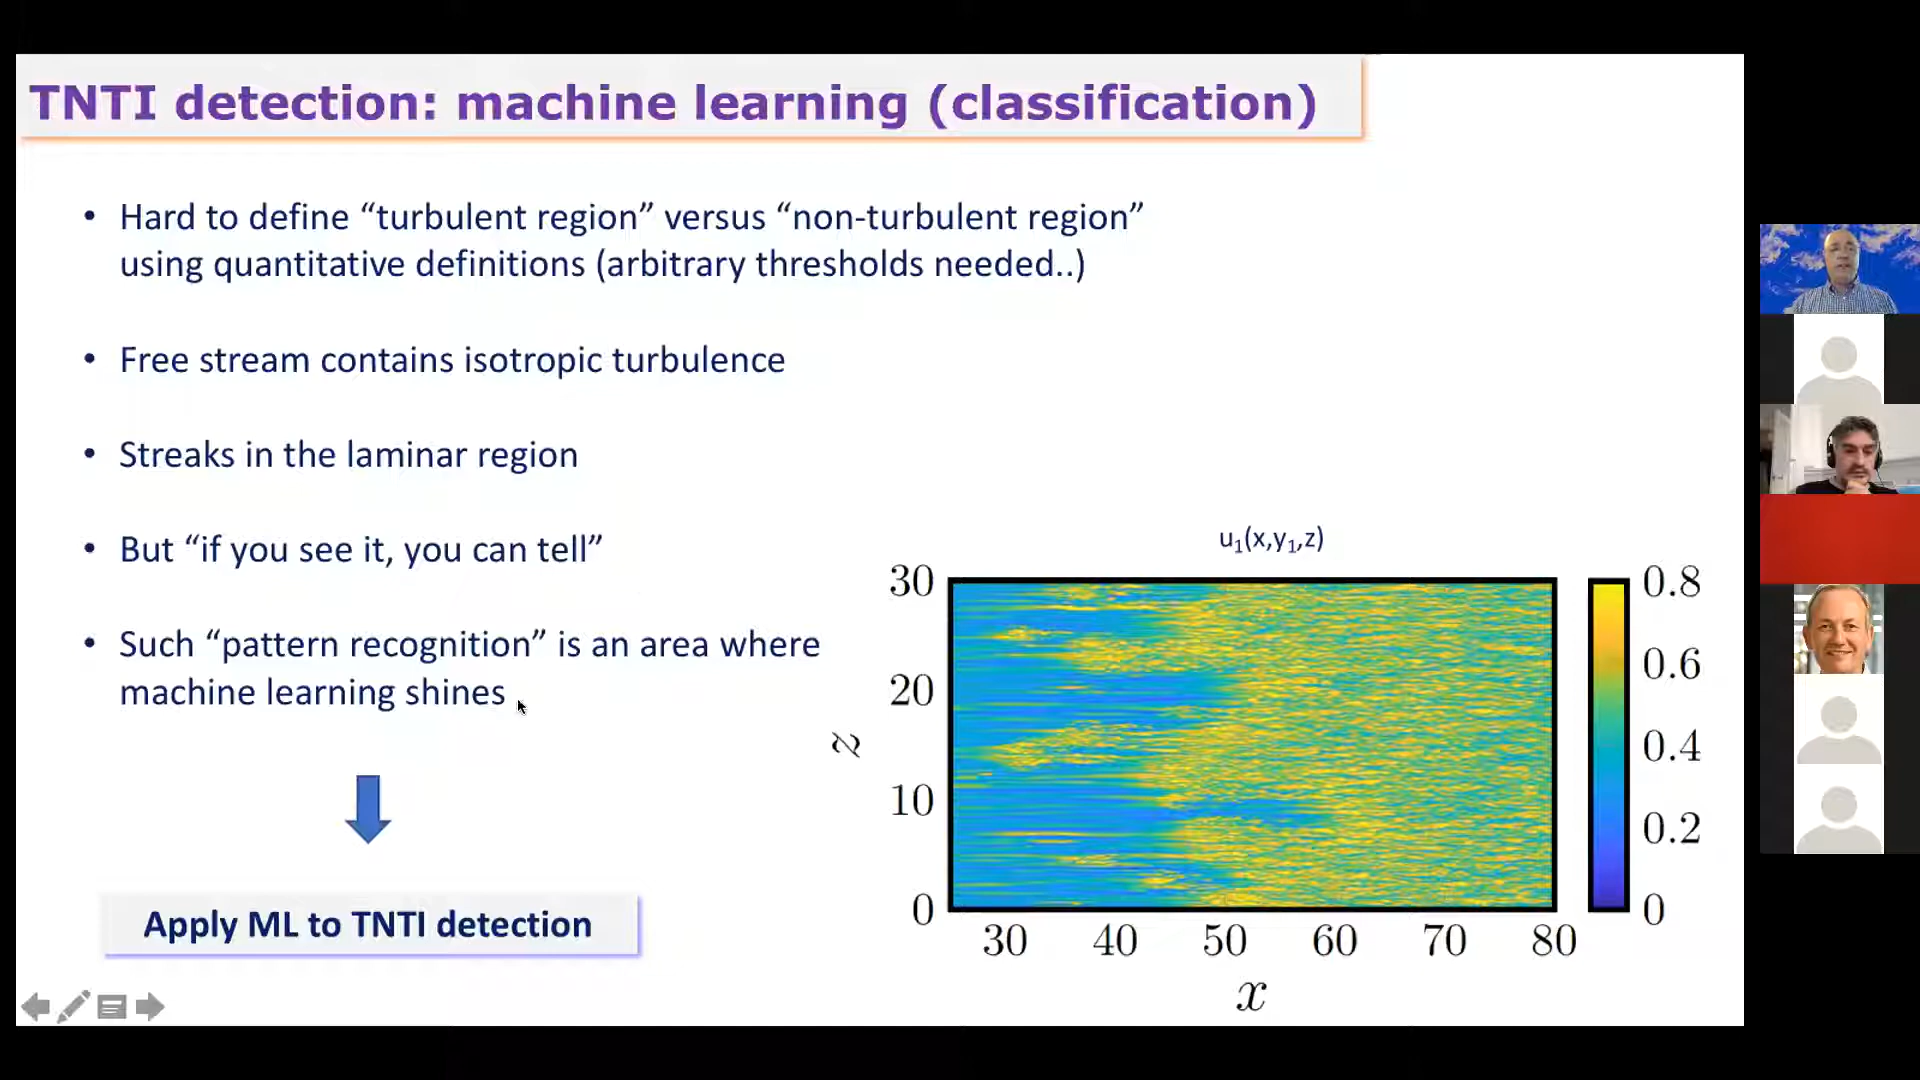 TNTI detection: machine learning (classification)
• Hard to define “turbulent region” versus “non-turbulent region”
using quantitative definitions (arbitrary thresholds needed..)
• Free stream contains isotropic turbulence
• Streaks in the laminar region
• But “if you see it, you can tell”
• Such “pattern recognition” is an area where
machine learning shines
Apply ML to TNTI detection
u₁(x,y₁,z)
30
20
10
0
z
30 40 50 60 70 80
x
0.8
0.6
0.4
0.2
0